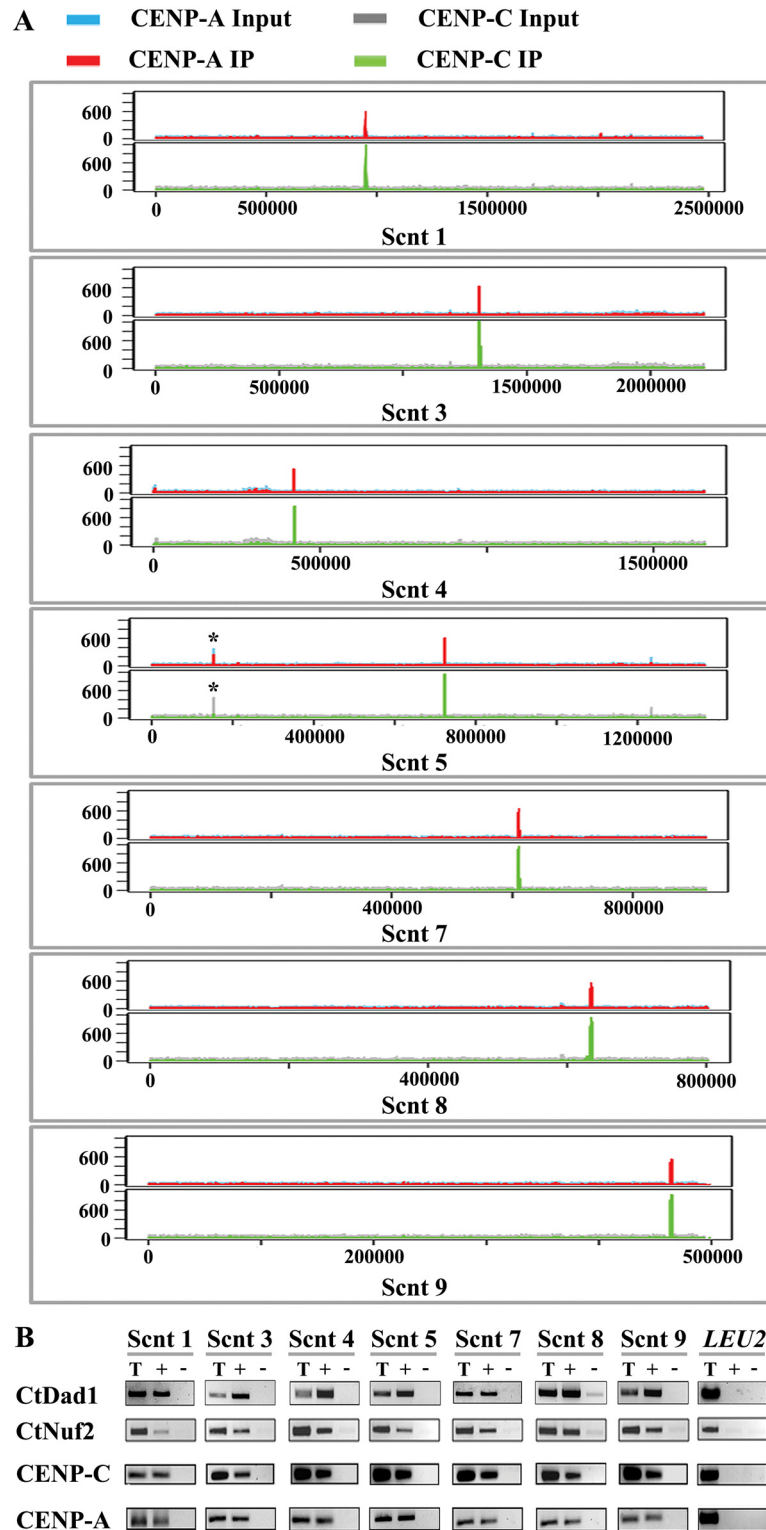 A CENP-A Input CENP-C Input
CENP-A IP CENP-C IP
600
0
600
0
0 500000 1500000 2500000
Scnt 1
600
0
600
0
0 500000 1500000 2000000
Scnt 3
600
0
600
0
0 500000 1500000
Scnt 4
*
600
0
*
600
0
0 400000 800000 1200000
Scnt 5
600
0
600
0
0 400000 800000
Scnt 7
600
0
600
0
0 400000 800000
Scnt 8
600
0
600
0
0 200000 500000
Scnt 9
B Scnt 1 Scnt 3 Scnt 4 Scnt 5 Scnt 7 Scnt 8 Scnt 9 LEU2
T + - T + - T + - T + - T + - T + - T + - T + -
CtDad1
CtNuf2
CENP-C
CENP-A